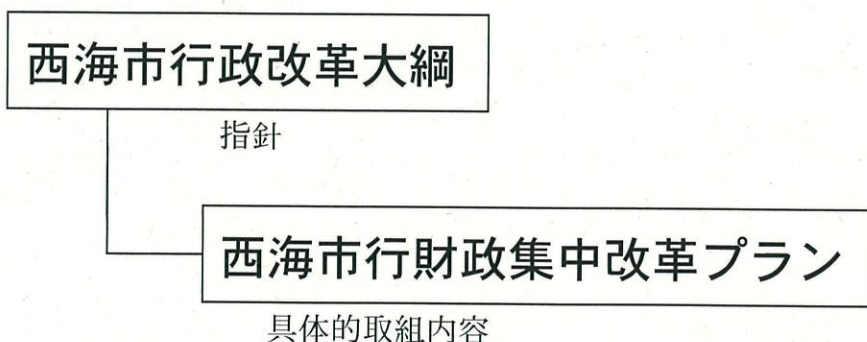 西海市行政改革大綱
指針
西海市行財政集中改革プラン
具体的取組内容